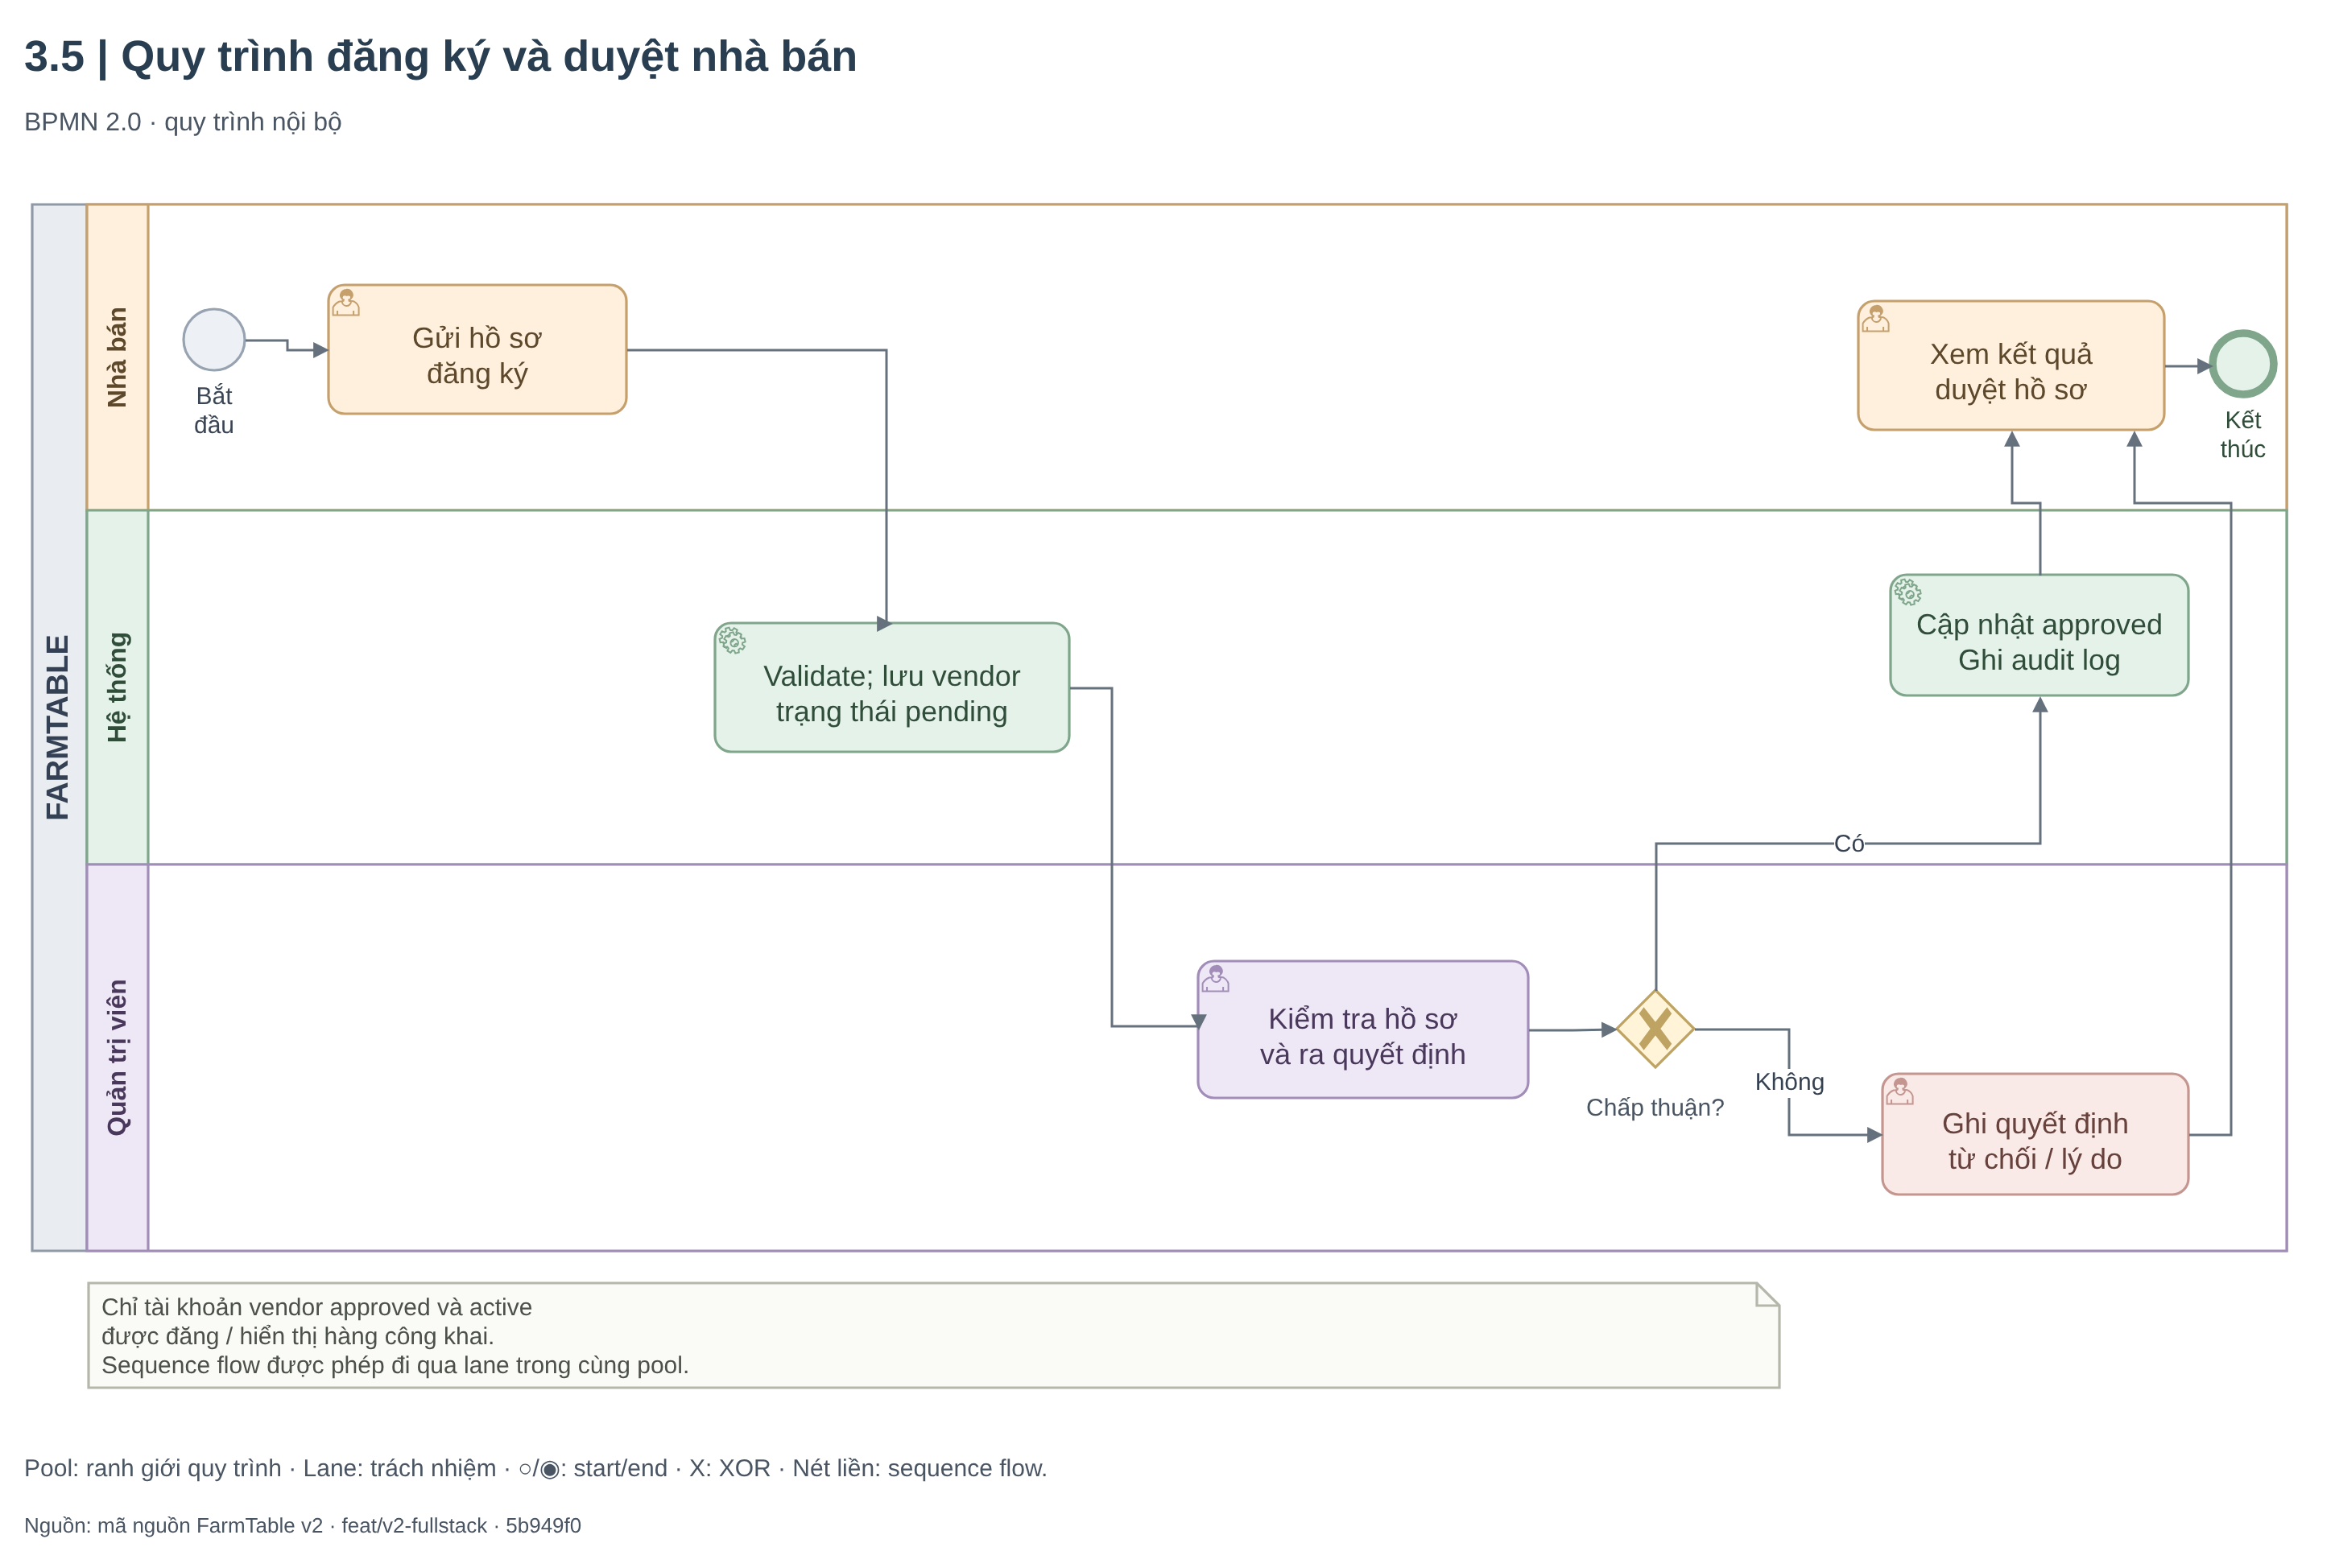 3.5 | Quy trình đăng ký và duyệt nhà bán
BPMN 2.0 · quy trình nội bộ
FARMTABLE
Nhà bán
Bắt
đầu
Gửi hồ sơ
đăng ký
Xem kết quả
duyệt hồ sơ
Kết
thúc
Hệ thống
Validate; lưu vendor
trạng thái pending
Cập nhật approved
Ghi audit log
Có
Quản trị viên
Kiểm tra hồ sơ
và ra quyết định
Chấp thuận?
Không
Ghi quyết định
từ chối / lý do
Chỉ tài khoản vendor approved và active
được đăng / hiển thị hàng công khai.
Sequence flow được phép đi qua lane trong cùng pool.
Pool: ranh giới quy trình · Lane: trách nhiệm · ○/◉: start/end · X: XOR · Nét liền: sequence flow.
Nguồn: mã nguồn FarmTable v2 · feat/v2-fullstack · 5b949f0